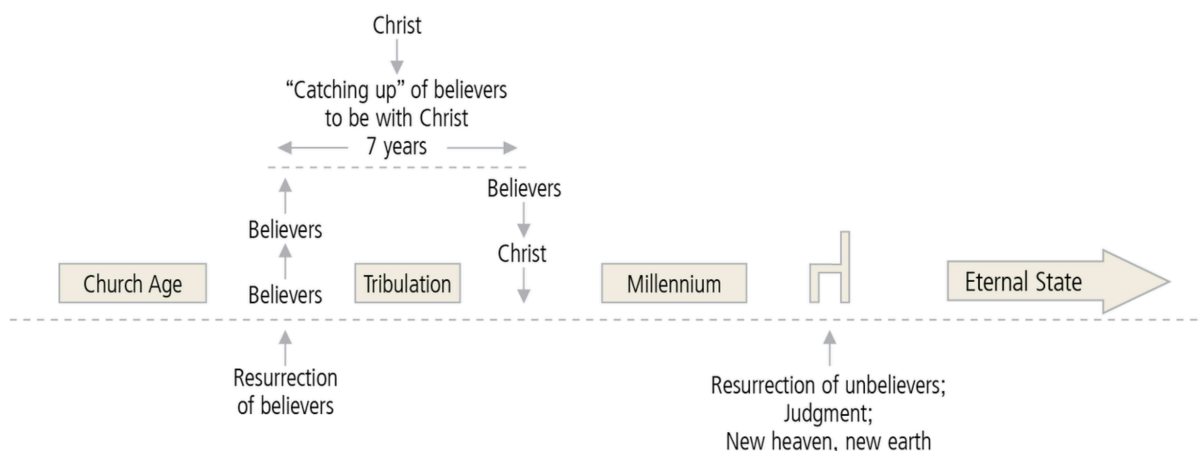 Christ
“Catching up” of believers
to be with Christ
7 years
Believers
Believers
Christ
Church Age
Believers
Tribulation
Millennium
Eternal State
Resurrection
of believers
Resurrection of unbelievers;
Judgment;
New heaven, new earth